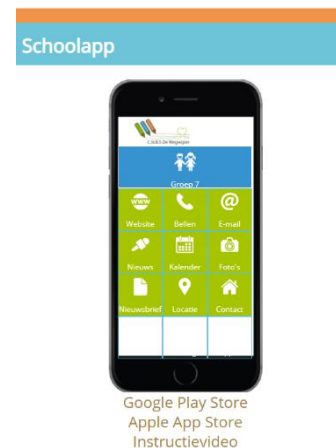 Schoolapp
Groep 7
www
Website
Bellen
E-mail
Nieuws
Kalender
Foto's
Nieuwsbrief
Locatie
Contact
Google Play Store
Apple App Store
Instructievideo